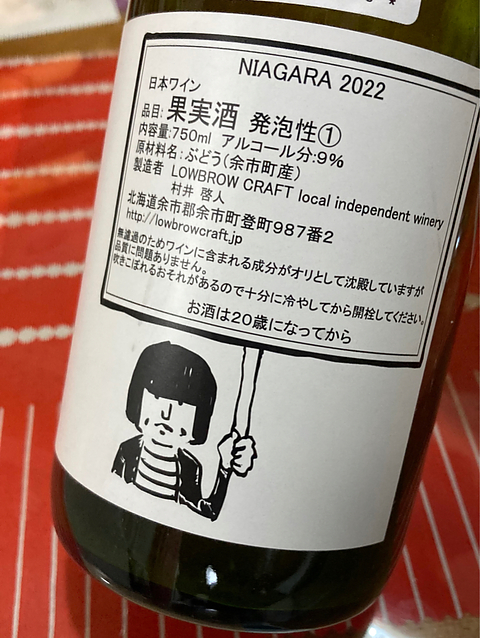 NIAGARA 2022
日本ワイン
品目: 果実酒 発泡性①
内容量:750ml アルコール分:9%
原材料名:ぶどう(余市町産)
製造者 LOWBROW CRAFT local independent winery
村井 啓人
北海道余市郡余市町登町987番2
http://lowbrowcraft.jp
無濾過のためワインに含まれる成分がオリとして沈殿していますが
品質に問題ありません。
吹きこぼれるおそれがあるので十分に冷やしてから開栓してください。
お酒は20歳になってから